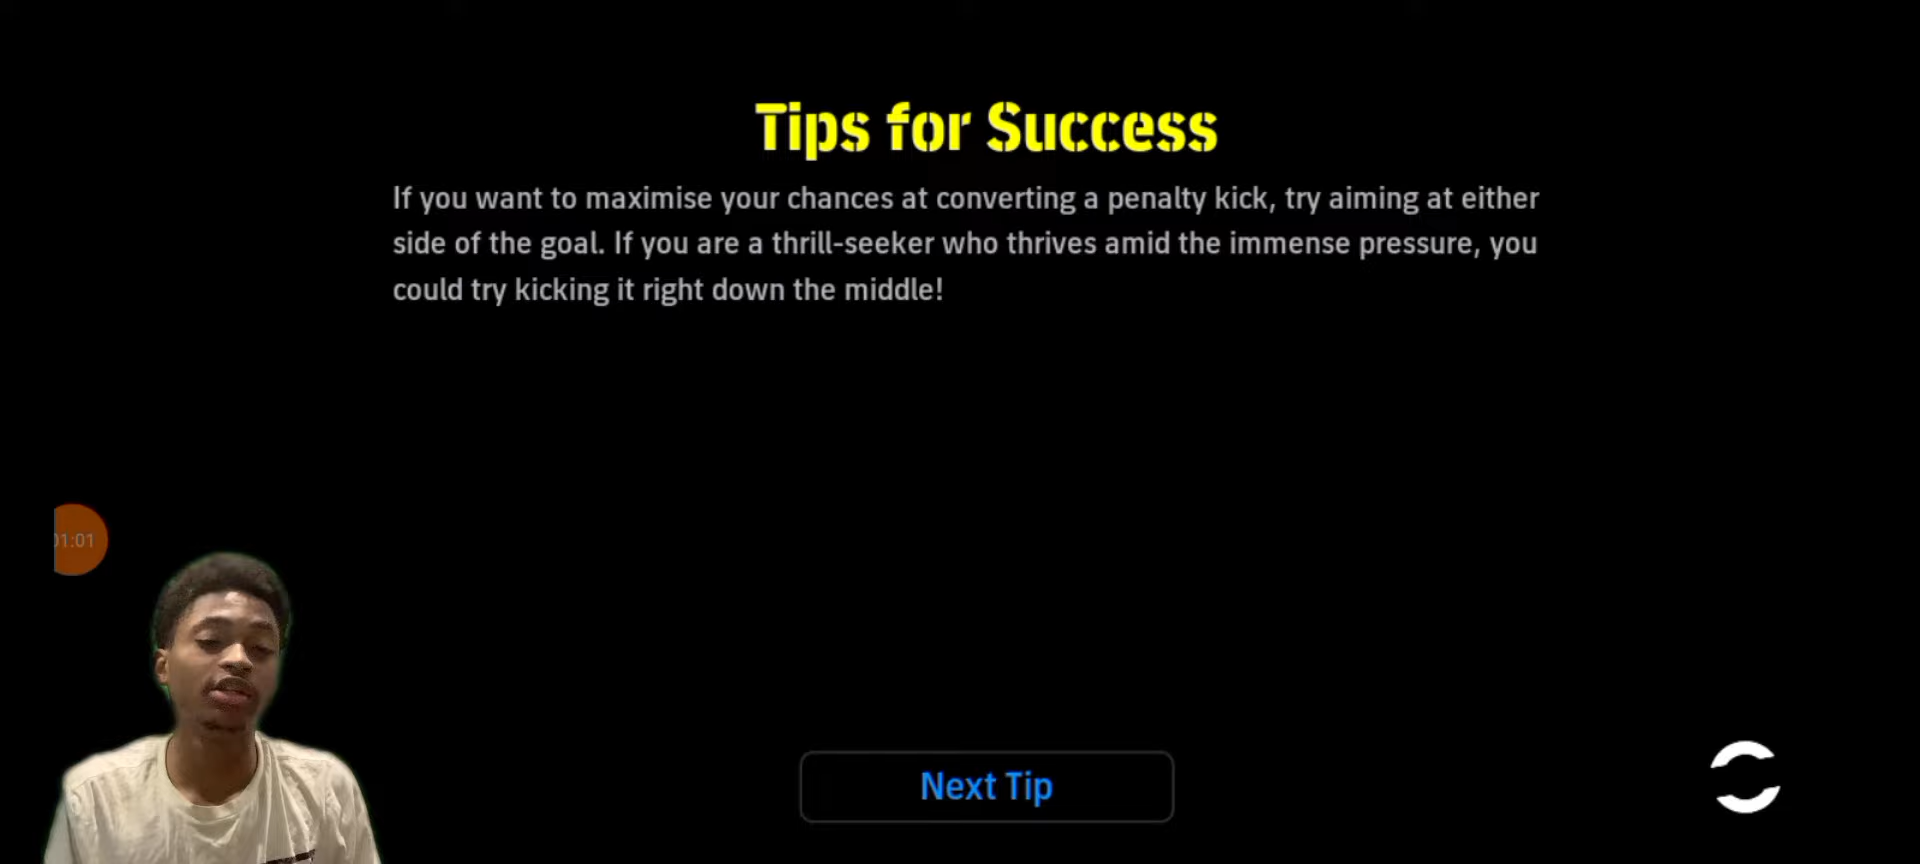 Tips for Success
If you want to maximise your chances at converting a penalty kick, try aiming at either
side of the goal. If you are a thrill-seeker who thrives amid the immense pressure, you
could try kicking it right down the middle!
01:01
Next Tip